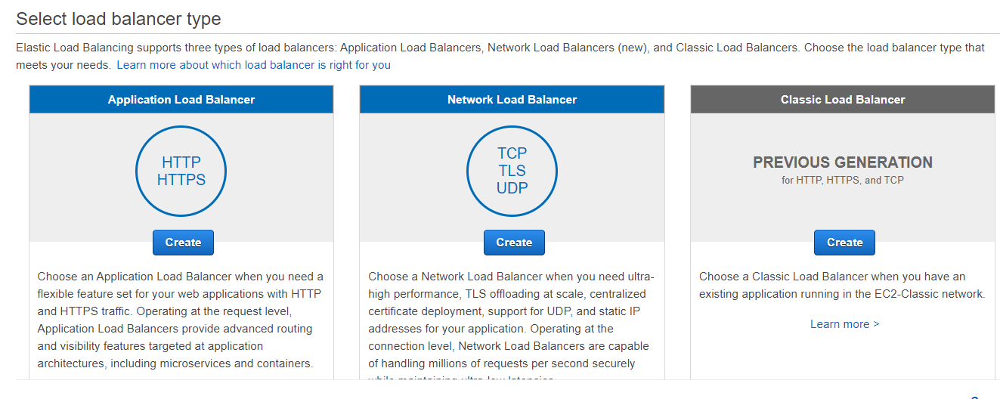 Select load balancer type
Elastic Load Balancing supports three types of load balancers: Application Load Balancers, Network Load Balancers (new), and Classic Load Balancers. Choose the load balancer type that
meets your needs. Learn more about which load balancer is right for you
Application Load Balancer
HTTP
HTTPS
Create
Choose an Application Load Balancer when you need a
flexible feature set for your web applications with HTTP
and HTTPS traffic. Operating at the request level,
Application Load Balancers provide advanced routing
and visibility features targeted at application
architectures, including microservices and containers.
Network Load Balancer
TCP
TLS
UDP
Create
Choose a Network Load Balancer when you need ultra-
high performance, TLS offloading at scale, centralized
certificate deployment, support for UDP, and static IP
addresses for your application. Operating at the
connection level, Network Load Balancers are capable
of handling millions of requests per second securely
while maintaining ultra-low latencies.
Classic Load Balancer
PREVIOUS GENERATION
for HTTP, HTTPS, and TCP
Create
Choose a Classic Load Balancer when you have an
existing application running in the EC2-Classic network.
Learn more >